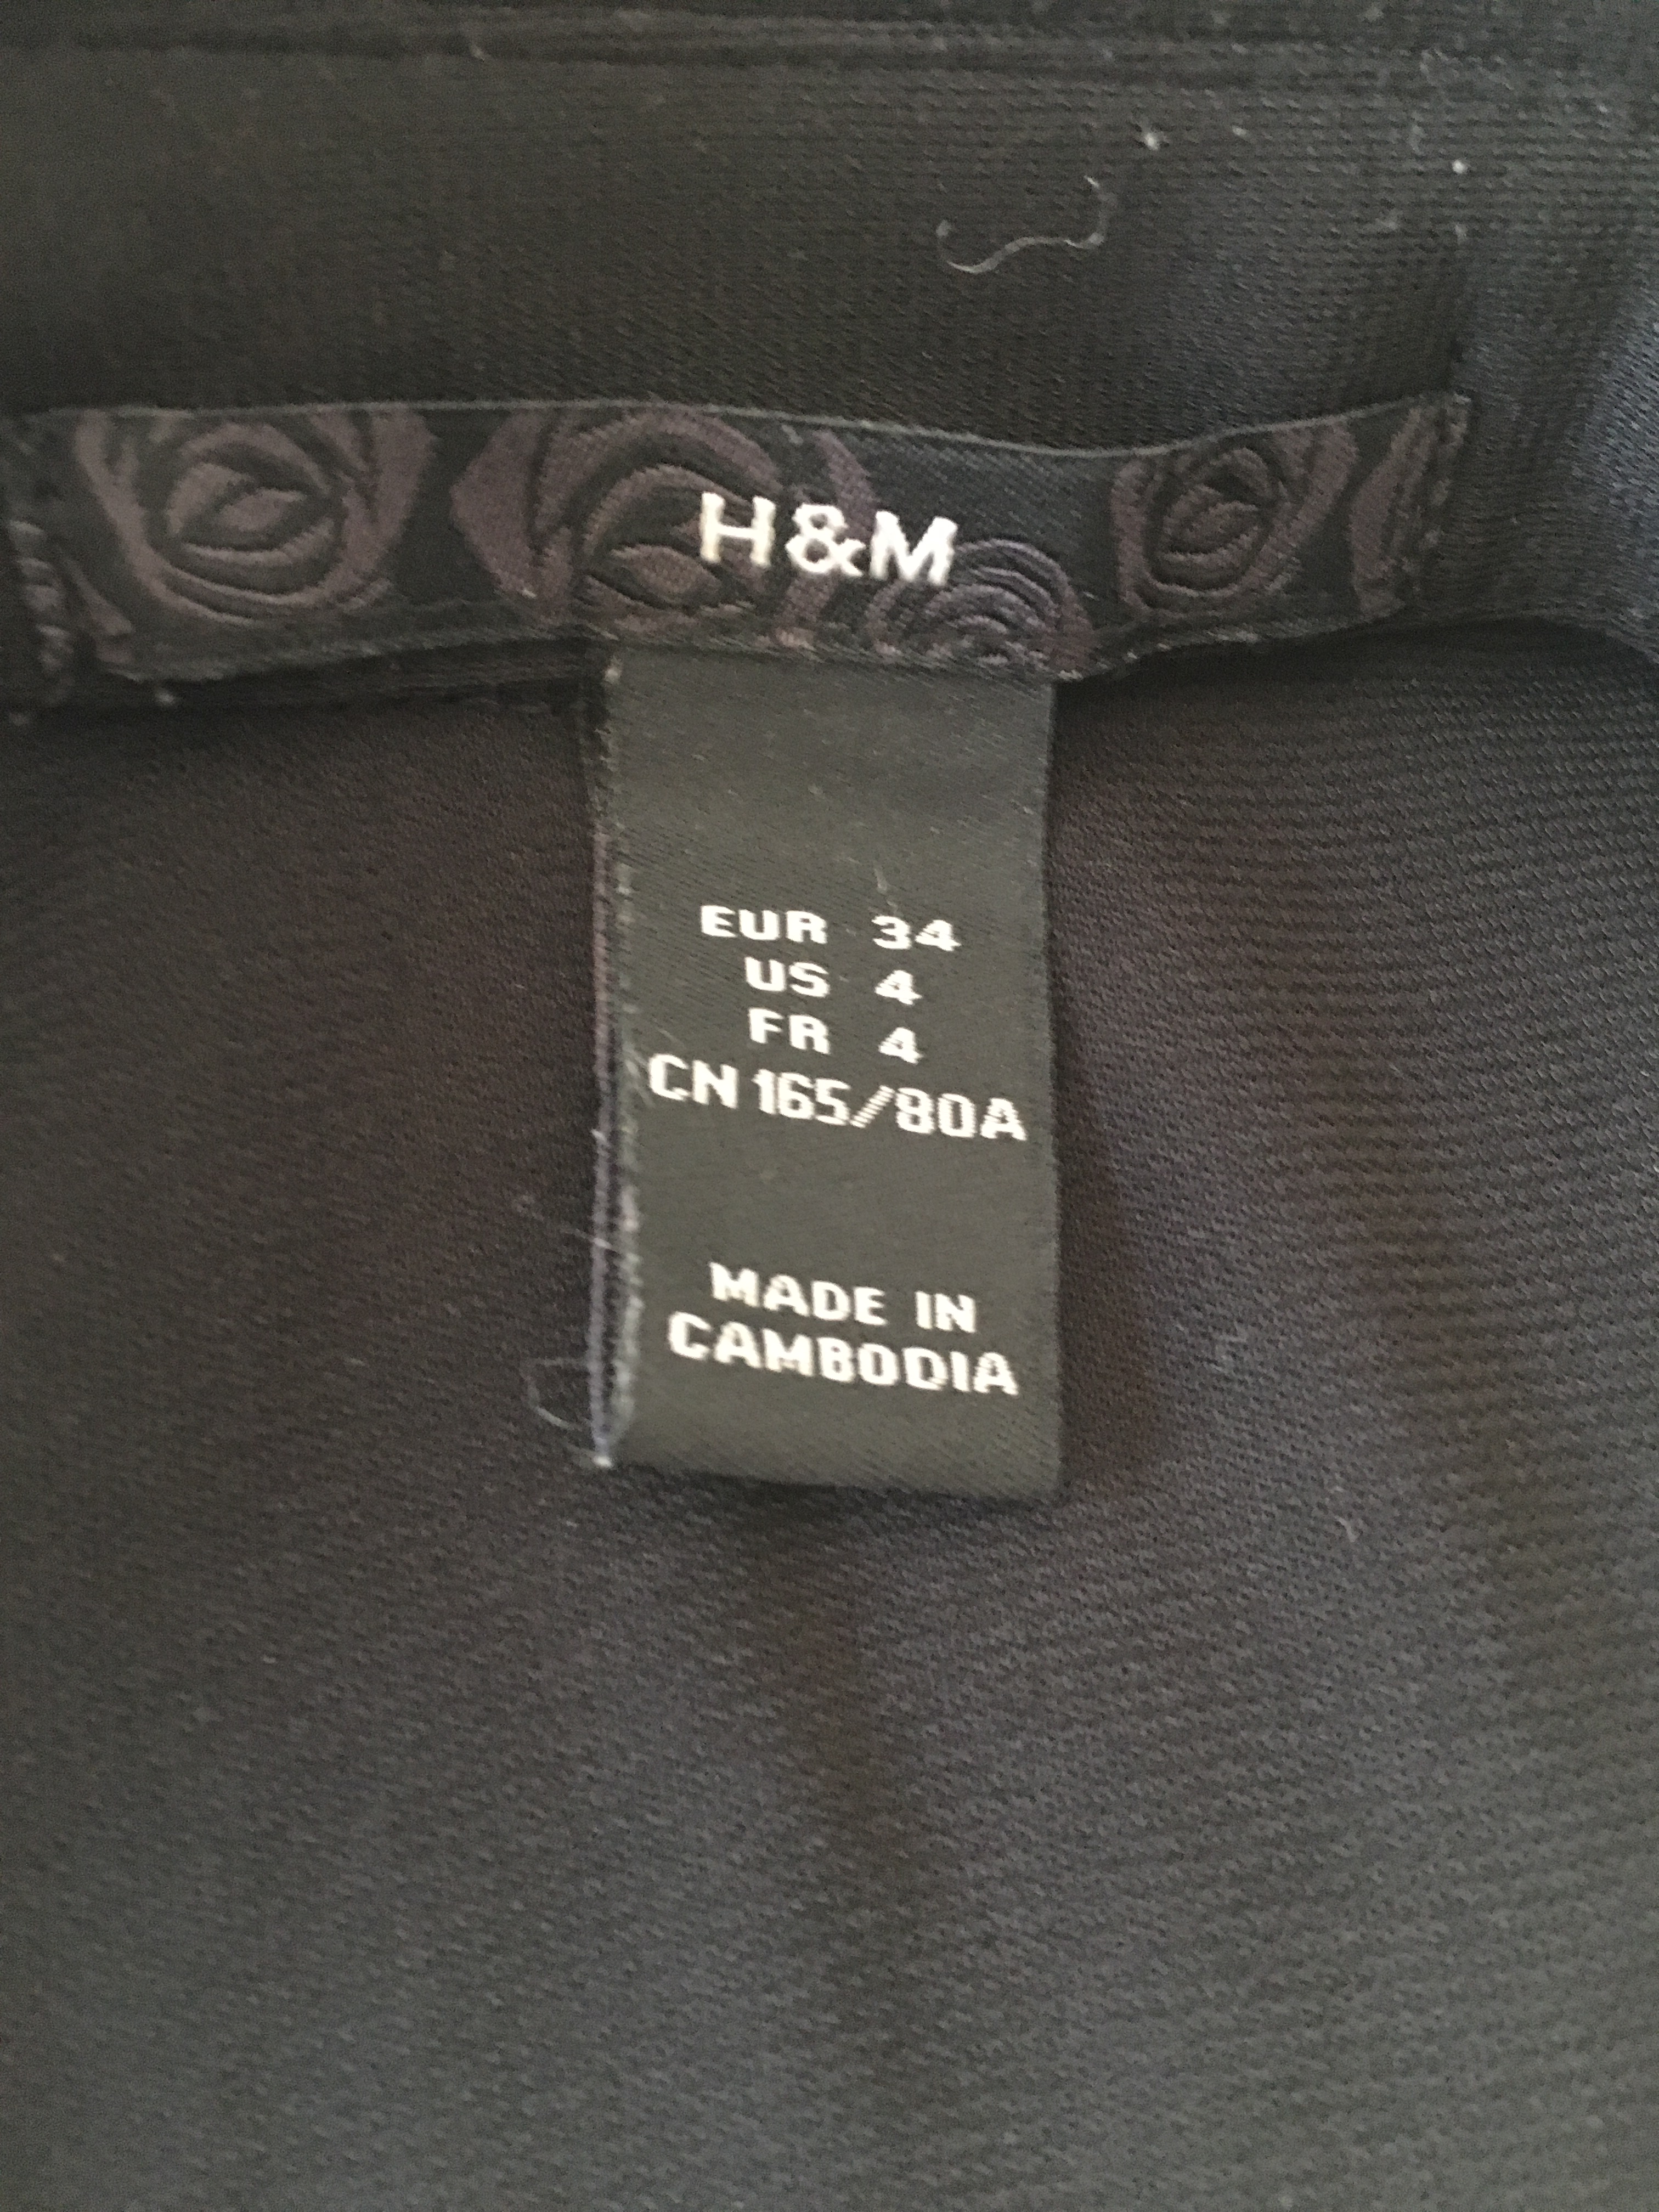 H&M
EUR 34
US 4
FR 4
CN 165/80A
MADE IN
CAMBODIA